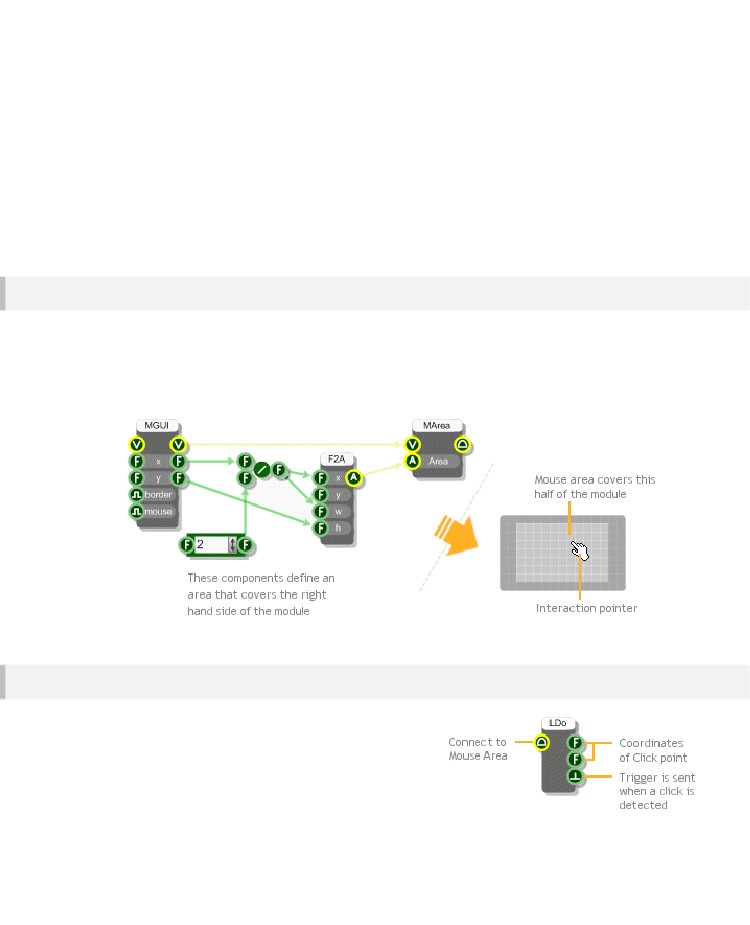 MGUI
V V
F x F
F y F
border
mouse
F
F
F
F 2 F
F2A
F x A
F y
F w
F h
MArea
V
A Area
These components define an
area that covers the right
hand side of the module
Mouse area covers this
half of the module
Interaction pointer
LDo
F
F
Connect to
Mouse Area
Coordinates
of Click point
Trigger is sent
when a click is
detected